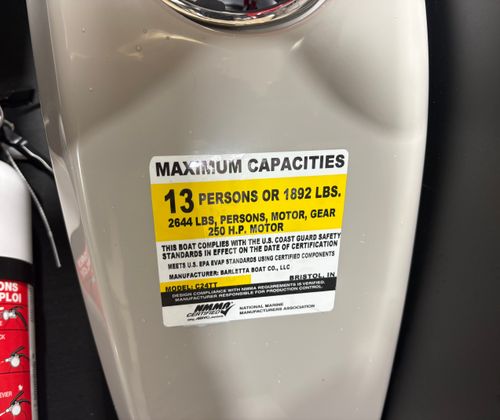 MAXIMUM CAPACITIES
13 PERSONS OR 1892 LBS.
2644 LBS, PERSONS, MOTOR, GEAR
250 H.P. MOTOR
THIS BOAT COMPLIES WITH THE U.S. COAST GUARD SAFETY
STANDARDS IN EFFECT ON THE DATE OF CERTIFICATION
MEETS U.S. EPA EVAP STANDARDS USING CERTIFIED COMPONENTS
MANUFACTURER: BARLETTA BOAT CO., LLC
MODEL: C24TT BRISTOL, IN
DESIGN COMPLIANCE WITH NMMA REQUIREMENTS IS VERIFIED.
MANUFACTURER RESPONSIBLE FOR PRODUCTION CONTROL.
NMMA
CERTIFIED
NATIONAL MARINE
MANUFACTURERS ASSOCIATION